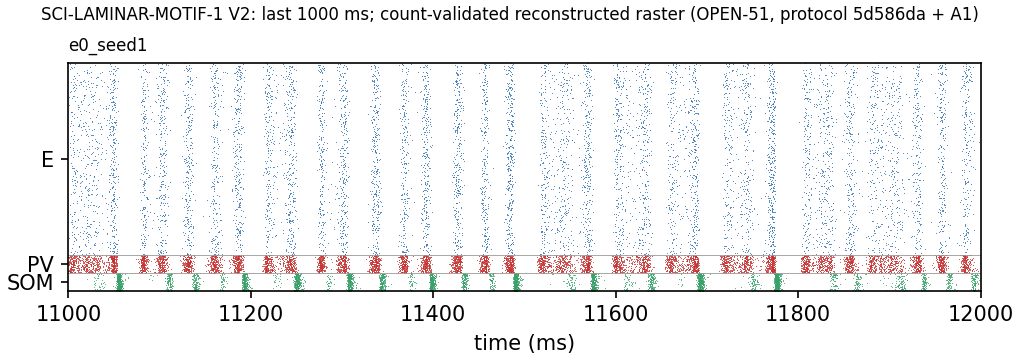 SCI-LAMINAR-MOTIF-1 V2: last 1000 ms; count-validated reconstructed raster (OPEN-51, protocol 5d586da + A1)
e0_seed1
E
PV
SOM
11000 11200 11400 11600 11800 12000
time (ms)